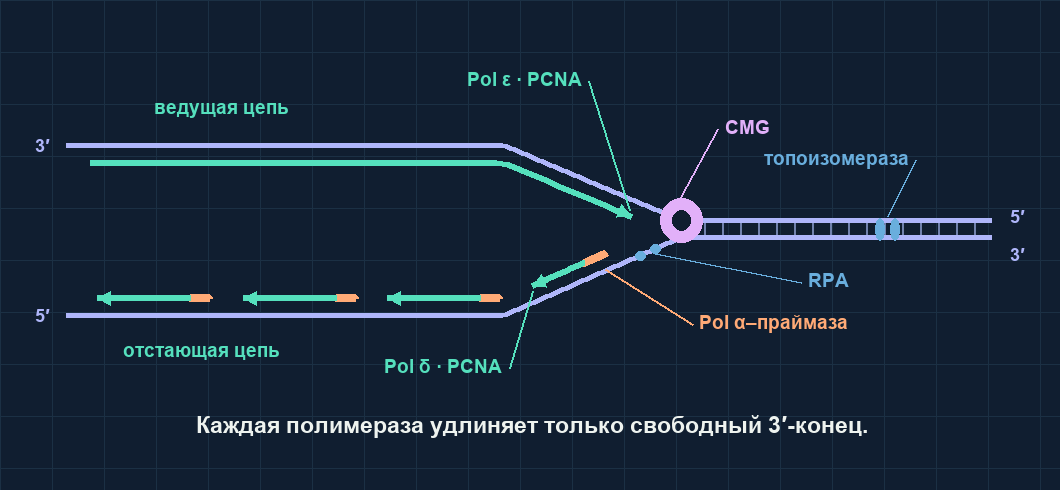 Pol ε · PCNA
ведущая цепь
CMG
3′
топоизомераза
5′
3′
RPA
5′
Pol α–праймаза
отстающая цепь
Pol δ · PCNA
Каждая полимераза удлиняет только свободный 3′-конец.